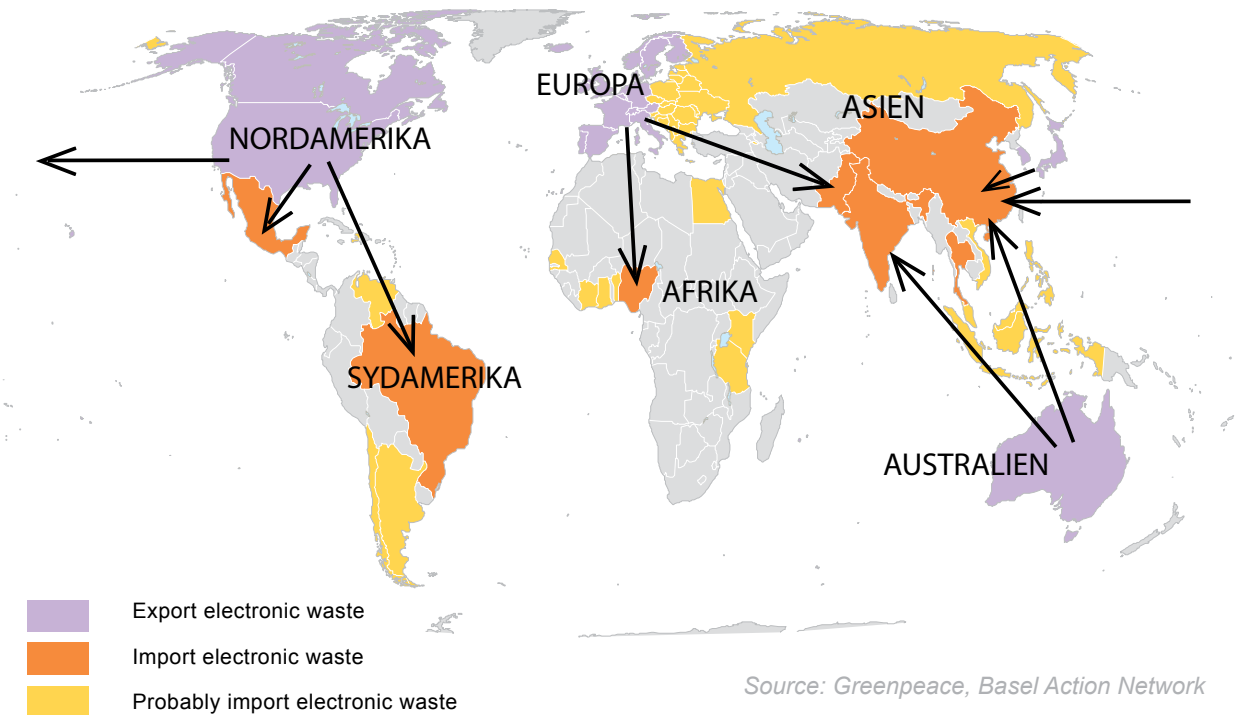 EUROPA
ASIEN
NORDAMERIKA
AFRIKA
SYDAMERIKA
AUSTRALIEN
Export electronic waste
Import electronic waste
Probably import electronic waste
Source: Greenpeace, Basel Action Network